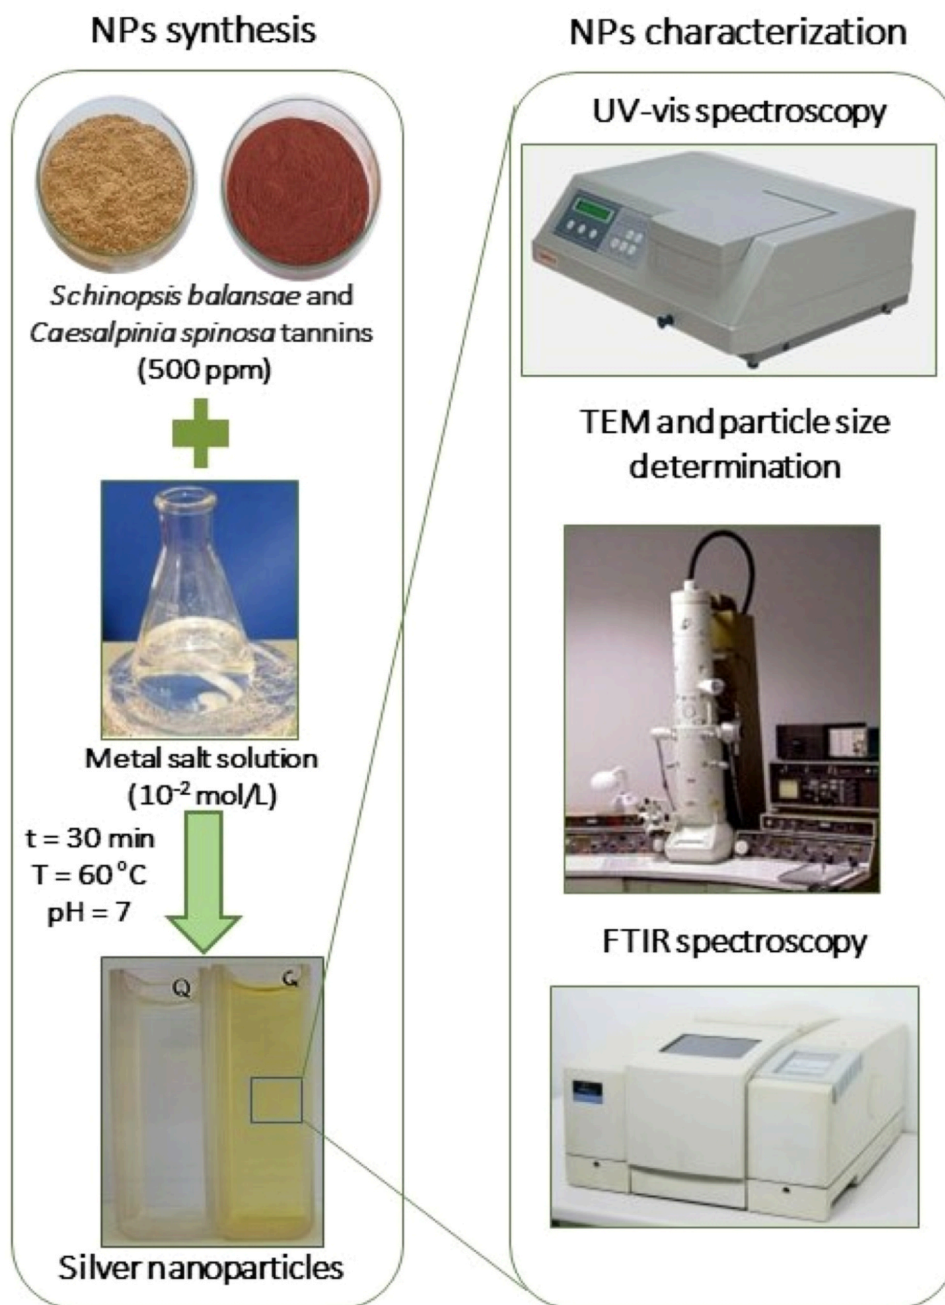 NPs synthesis
Schinopsis balansae and
Caesalpinia spinosa tannins
(500 ppm)
Metal salt solution
(10⁻² mol/L)
t = 30 min
T = 60 °C
pH = 7
Q
Q
Silver nanoparticles
NPs characterization
UV-vis spectroscopy
TEM and particle size
determination
FTIR spectroscopy